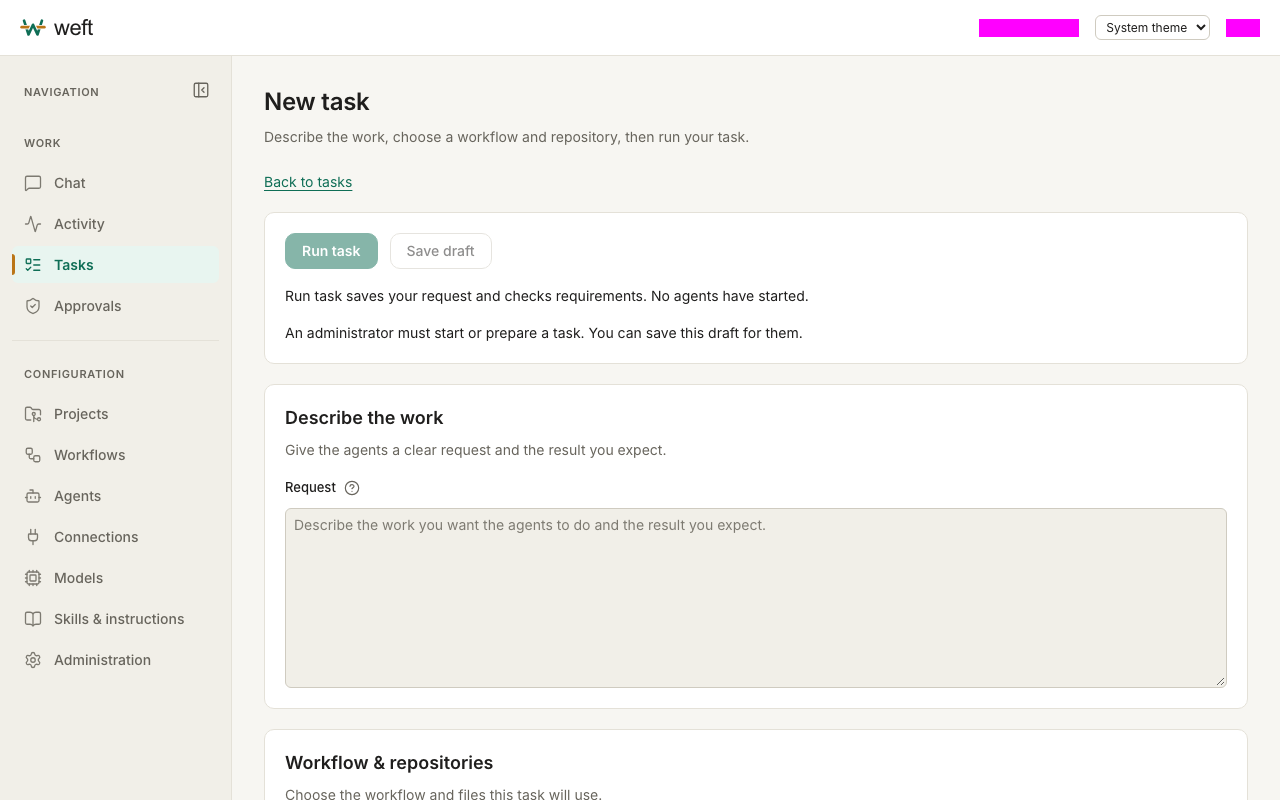 weft
System theme
NAVIGATION
WORK
Chat
Activity
Tasks
Approvals
CONFIGURATION
Projects
Workflows
Agents
Connections
Models
Skills & instructions
Administration
New task
Describe the work, choose a workflow and repository, then run your task.
Back to tasks
Run task
Save draft
Run task saves your request and checks requirements. No agents have started.
An administrator must start or prepare a task. You can save this draft for them.
Describe the work
Give the agents a clear request and the result you expect.
Request
Describe the work you want the agents to do and the result you expect.
Workflow & repositories
Choose the workflow and files this task will use.